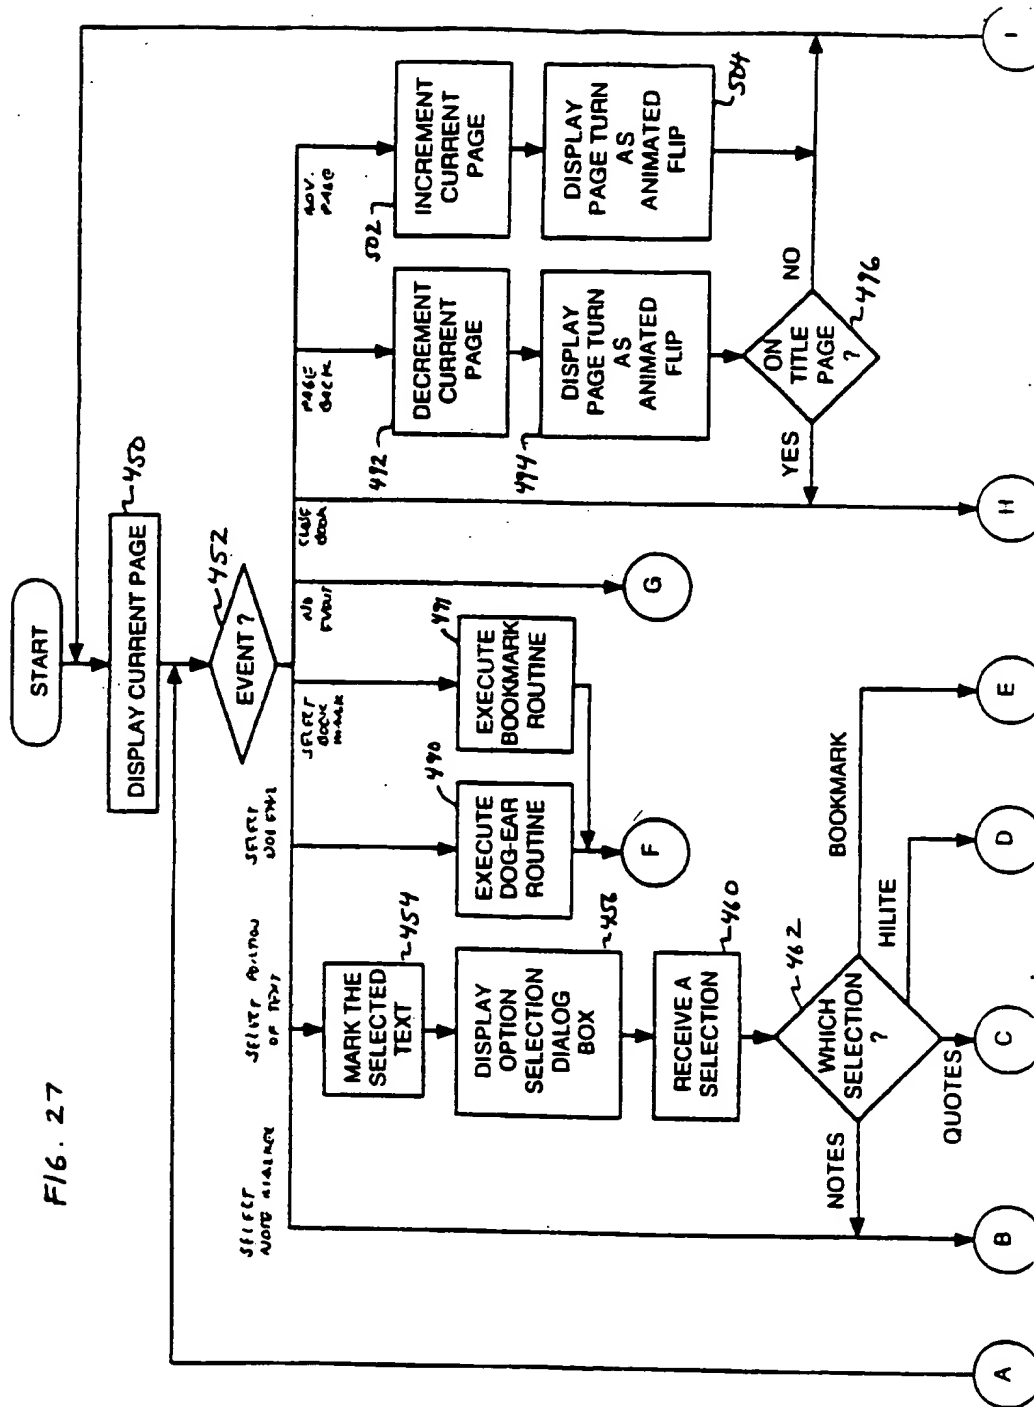 FIG. 27
START
DISPLAY CURRENT PAGE
450
EVENT?
452
SELECT
NOTE MARKER
SELECT PORTION
OF TEXT
SELECT
DOG EAR
SELECT
BOOK
MARK
NO
EVENT
CLOSE
BOOK
PAGE
BACK
ADV.
PAGE
MARK THE
SELECTED
TEXT
454
DISPLAY
OPTION
SELECTION
DIALOG
BOX
RECEIVE A
SELECTION
460
WHICH
SELECTION
?
462
NOTES
QUOTES
HILITE
BOOKMARK
EXECUTE
DOG-EAR
ROUTINE
490
EXECUTE
BOOKMARK
ROUTINE
491
F
G
DECREMENT
CURRENT
PAGE
492
DISPLAY
PAGE TURN
AS
ANIMATED
FLIP
494
ON
TITLE
PAGE
?
496
YES
NO
INCREMENT
CURRENT
PAGE
502
DISPLAY
PAGE TURN
AS
ANIMATED
FLIP
504
A
B
C
D
E
H
I